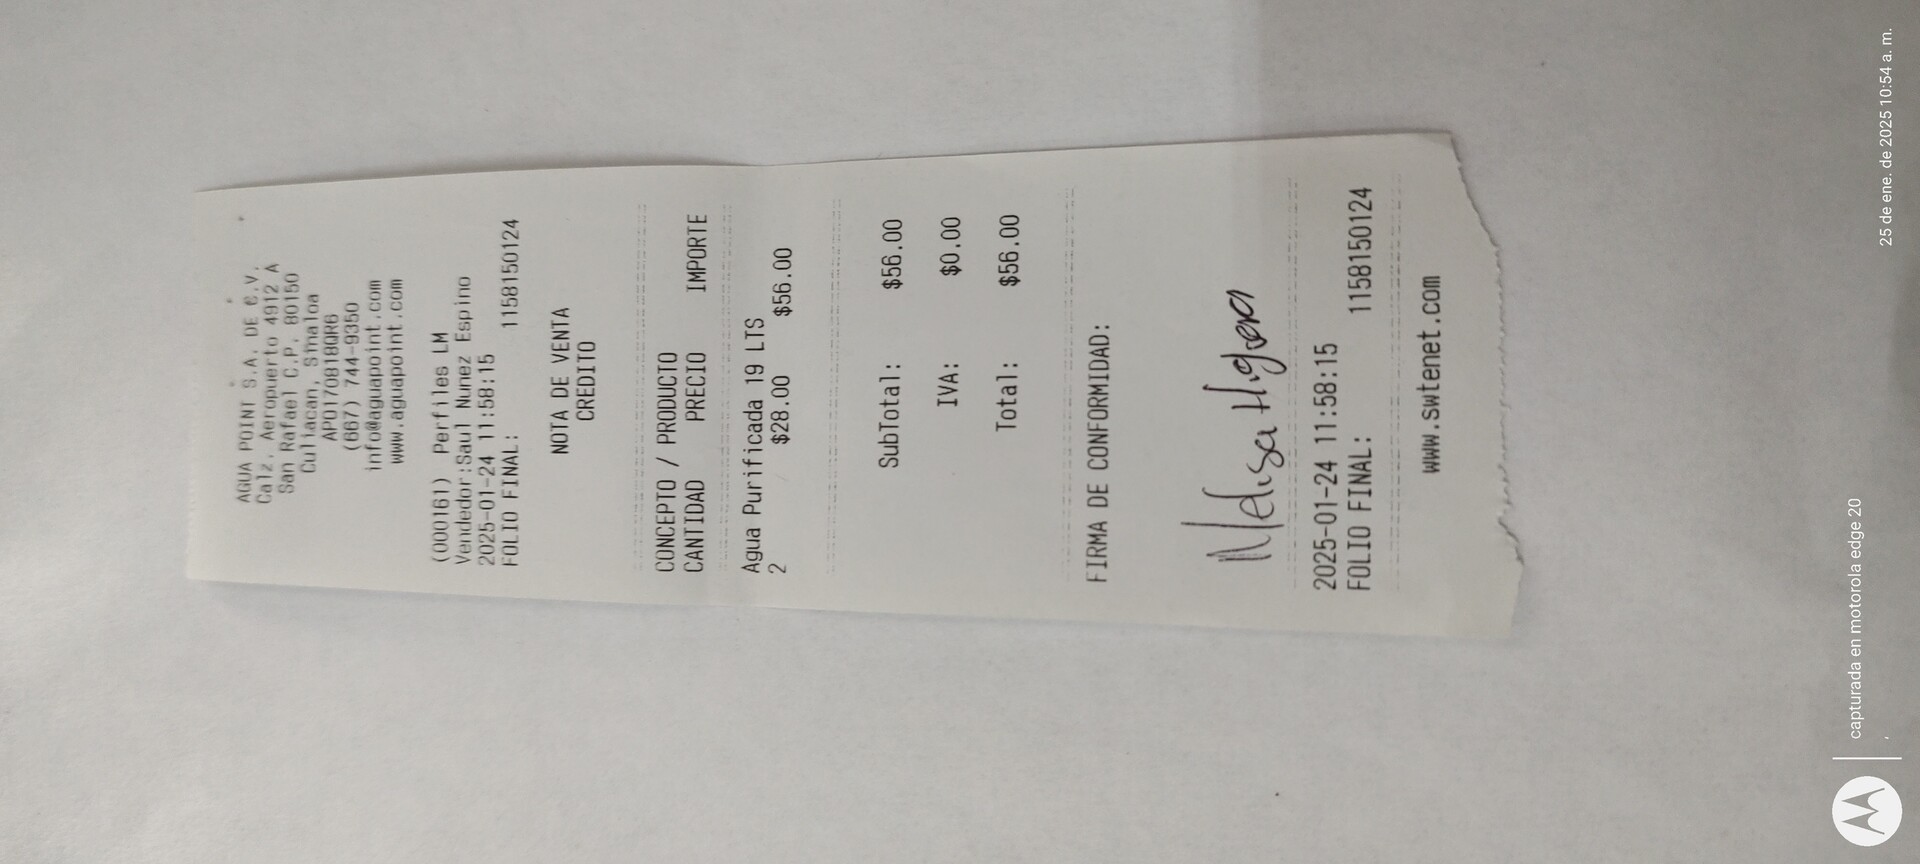 AGUA POINT S.A. DE C.V.
Calz. Aeropuerto 4912 A
San Rafael C.P. 80150
Culiacan, Sinaloa
APO170818QR6
(667) 744-9350
info@aguapoint.com
www.aguapoint.com
(000161) Perfiles LM
Vendedor:Saul Nunez Espino
2025-01-24 11:58:15
FOLIO FINAL: 1158150124
NOTA DE VENTA
CREDITO
CONCEPTO / PRODUCTO
CANTIDAD PRECIO IMPORTE
Agua Purificada 19 LTS
2 $28.00 $56.00
SubTotal: $56.00
IVA: $0.00
Total: $56.00
FIRMA DE CONFORMIDAD:
Melisa Higuera
2025-01-24 11:58:15
FOLIO FINAL: 1158150124
www.swtenet.com
capturada en motorola edge 20
25 de ene. de 2025 10:54 a. m.